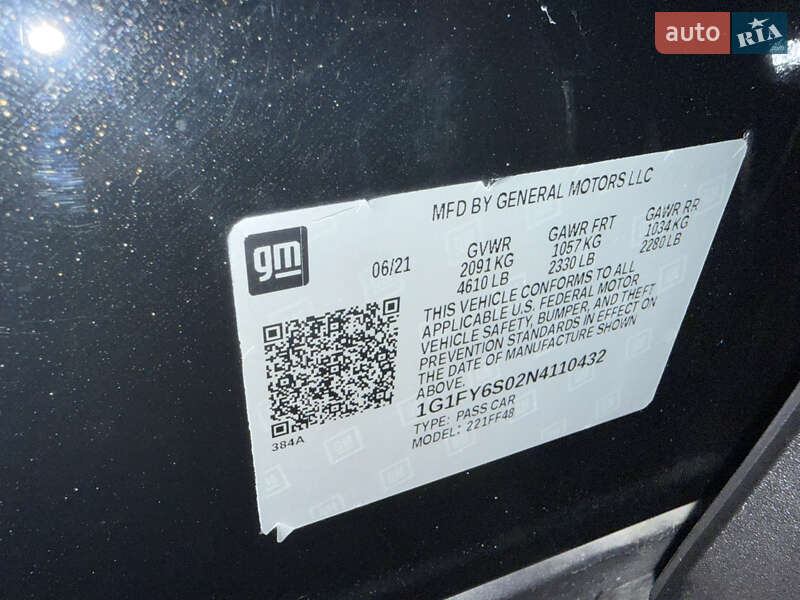 auto RIA.com
MFD BY GENERAL MOTORS LLC
gm
06/21
GVWR
2091 KG
4610 LB
GAWR FRT
1057 KG
2330 LB
GAWR RR
1034 KG
2280 LB
THIS VEHICLE CONFORMS TO ALL
APPLICABLE U.S. FEDERAL MOTOR
VEHICLE SAFETY, BUMPER, AND THEFT
PREVENTION STANDARDS IN EFFECT ON
THE DATE OF MANUFACTURE SHOWN
ABOVE.
1G1FY6S02N4110432
TYPE: PASS CAR
MODEL: 221FF48
384A